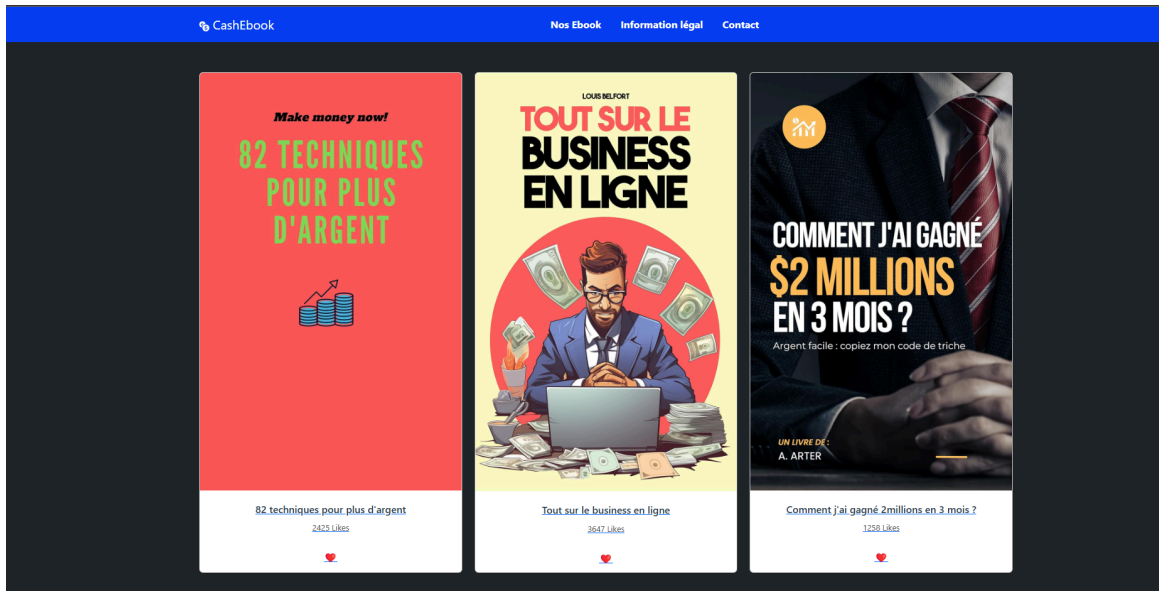 CashEbook
Nos Ebook Information légal Contact
Make money now!
82 TECHNIQUES
POUR PLUS
D'ARGENT
82 techniques pour plus d'argent
2425 Likes
LOUIS BELFORT
TOUT SUR LE
BUSINESS
EN LIGNE
Tout sur le business en ligne
3647 Likes
COMMENT J'AI GAGNÉ
$2 MILLIONS
EN 3 MOIS ?
Argent facile : copiez mon code de triche
UN LIVRE DE :
A. ARTER
Comment j'ai gagné 2millions en 3 mois ?
1258 Likes